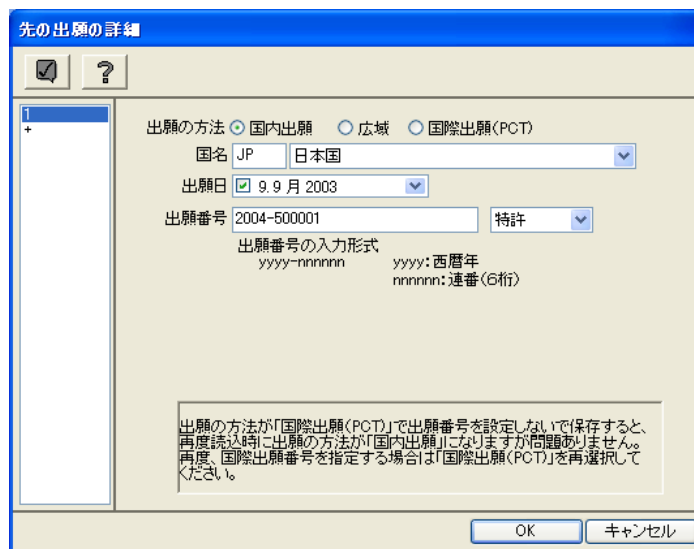 先の出願の詳細
?
1
+
出願の方法 国内出願 広域 国際出願(PCT)
国名 JP 日本国
出願日 9.9月2003
出願番号 2004-500001 特許
出願番号の入力形式
yyyy-nnnnnn yyyy:西暦年
nnnnnn:連番(6桁)
出願の方法が「国際出願(PCT)」で出願番号を設定しないで保存すると、
再度読込時に出願の方法が「国内出願」になりますが問題ありません。
再度、国際出願番号を指定する場合は「国際出願(PCT)」を再選択して
ください。
OK キャンセル